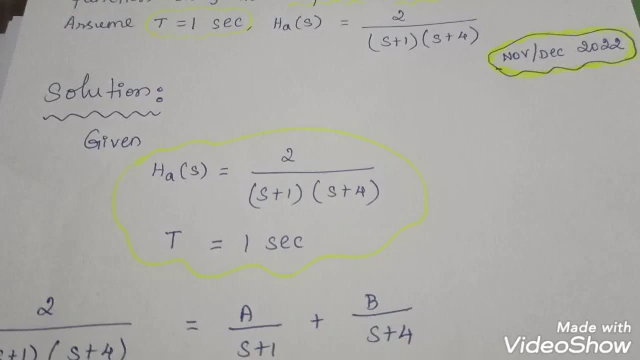 Assume T = 1 sec, Ha(s) = 2 / (s+1)(s+4)
NOV/Dec 2022
Solution:
Given
Ha(s) = 2 / (s+1)(s+4)
T = 1 sec
2 / (s+1)(s+4) = A / s+1 + B / s+4
Made with
VideoShow